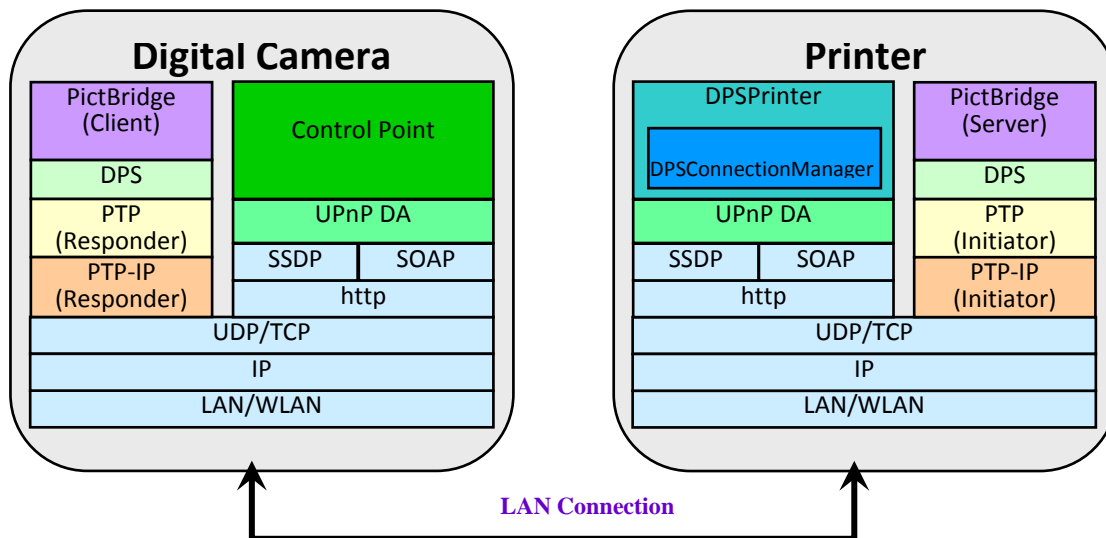 Digital Camera
PictBridge
(Client)
DPS
PTP
(Responder)
PTP-IP
(Responder)
Control Point
UPnP DA
SSDP
SOAP
http
UDP/TCP
IP
LAN/WLAN
Printer
DPSPrinter
DPSConnectionManager
UPnP DA
SSDP
SOAP
http
PictBridge
(Server)
DPS
PTP
(Initiator)
PTP-IP
(Initiator)
UDP/TCP
IP
LAN/WLAN
LAN Connection